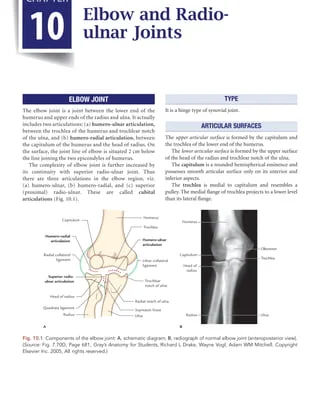 CHAPTER
10
Elbow and Radio-
ulnar Joints
ELBOW JOINT
The elbow joint is a joint between the lower end of the
humerus and upper ends of the radius and ulna. It actually
includes two articulations: (a) humero-ulnar articulation,
between the trochlea of the humerus and trochlear notch
of the ulna, and (b) humero-radial articulation, between
the capitulum of the humerus and the head of radius. On
the surface, the joint line of elbow is situated 2 cm below
the line joining the two epicondyles of humerus.
The complexity of elbow joint is further increased by
its continuity with superior radio-ulnar joint. Thus
there are three articulations in the elbow region, viz.
(a) humero-ulnar, (b) humero-radial, and (c) superior
(proximal) radio-ulnar. These are called cubital
articulations (Fig. 10.1).
TYPE
It is a hinge type of synovial joint.
ARTICULAR SURFACES
The upper articular surface is formed by the capitulum and
the trochlea of the lower end of the humerus.
The lower articular surface is formed by the upper surface
of the head of the radius and trochlear notch of the ulna.
The capitulum is a rounded hemispherical eminence and
possesses smooth articular surface only on its anterior and
inferior aspects.
The trochlea is medial to capitulum and resembles a
pulley. The medial flange of trochlea projects to a lower level
than its lateral flange.
Capitulum
Humero-radial
articulation
Radial collateral
ligament
Superior radio-
ulnar articulation
Head of radius
Quadrate ligament
Radius
Humerus
Trochlea
Humero-ulnar
articulation
Ulnar collateral
ligament
Trochlear
notch of ulna
Radial notch of ulna
Supinator fossa
Ulna
A
Humerus
Capitulum
Head of
radius
Radius
Olecranon
Trochlea
Ulna
B
Fig. 10.1 Components of the elbow joint: A, schematic diagram; B, radiograph of normal elbow joint (anteroposterior view).
(Source: Fig. 7.70D, Page 681, Gray's Anatomy for Students, Richard L Drake, Wayne Vogl, Adam WM Mitchell. Copyright
Elsevier Inc. 2005, All rights reserved.)